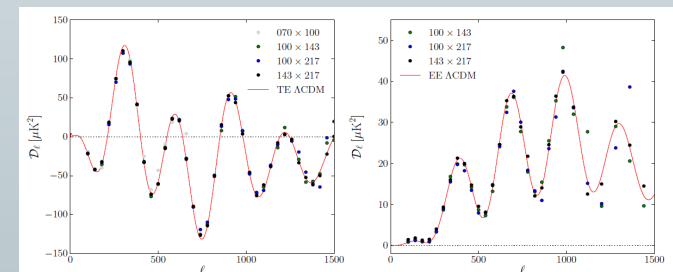 150
100
50
0
−50
−100
−150
0
500
1000
1500
ℓ
𝒟ℓ [μK²]
070 × 100
100 × 143
100 × 217
143 × 217
TE ΛCDM
50
40
30
20
10
0
0
500
1000
1500
ℓ
𝒟ℓ [μK²]
100 × 143
100 × 217
143 × 217
EE ΛCDM